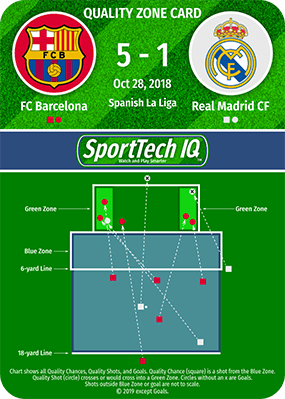 QUALITY ZONE CARD
FCB
5 - 1
Oct 28, 2018
Spanish La Liga
FC Barcelona
Real Madrid CF
SportTech IQ™
Watch and Play Smarter
Green Zone
Green Zone
Blue Zone
6-yard Line
18-yard Line
Chart shows all Quality Chances, Quality Shots, and Goals. Quality Chance (square) is a shot from the Blue Zone.
Quality Shot (circle) crosses or would cross into a Green Zone. Circles without an x are Goals.
Shots outside Blue Zone or goal are not to scale.
© 2019 except Goals.